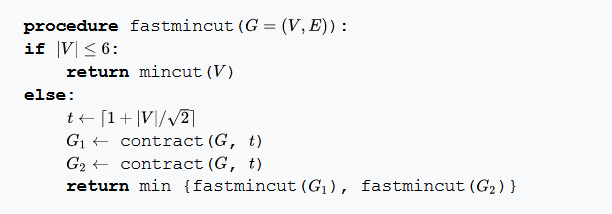 procedure fastmincut(G = (V, E)):
if |V| ≤ 6:
return mincut(V)
else:
t ← ⌈1 + |V|/√2⌉
G₁ ← contract(G, t)
G₂ ← contract(G, t)
return min {fastmincut(G₁), fastmincut(G₂)}